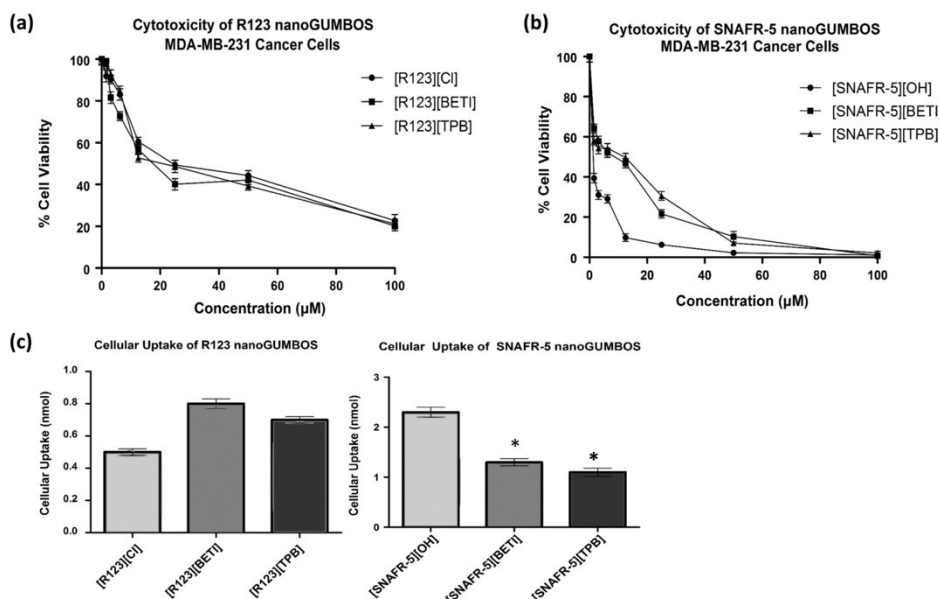 (a)
Cytotoxicity of R123 nanoGUMBOS
MDA-MB-231 Cancer Cells
% Cell Viability
100
80
60
40
20
0
0 20 40 60 80 100
Concentration (μM)
[R123][Cl]
[R123][BETI]
[R123][TPB]
(b)
Cytotoxicity of SNAFR-5 nanoGUMBOS
MDA-MB-231 Cancer Cells
% Cell Viability
100
80
60
40
20
0
0 20 40 60 80 100
Concentration (μM)
[SNAFR-5][OH]
[SNAFR-5][BETI
[SNAFR-5][TPB]
(c)
Cellular Uptake of R123 nanoGUMBOS
Cellular Uptake (nmol)
0.8
0.6
0.4
0.2
0.0
[R123][Cl]
[R123][BETI]
[R123][TPB]
Cellular Uptake of SNAFR-5 nanoGUMBOS
Cellular Uptake (nmol)
3
2
1
0
*
*
[SNAFR-5][OH]
[SNAFR-5][BETI]
[SNAFR-5][TPB]